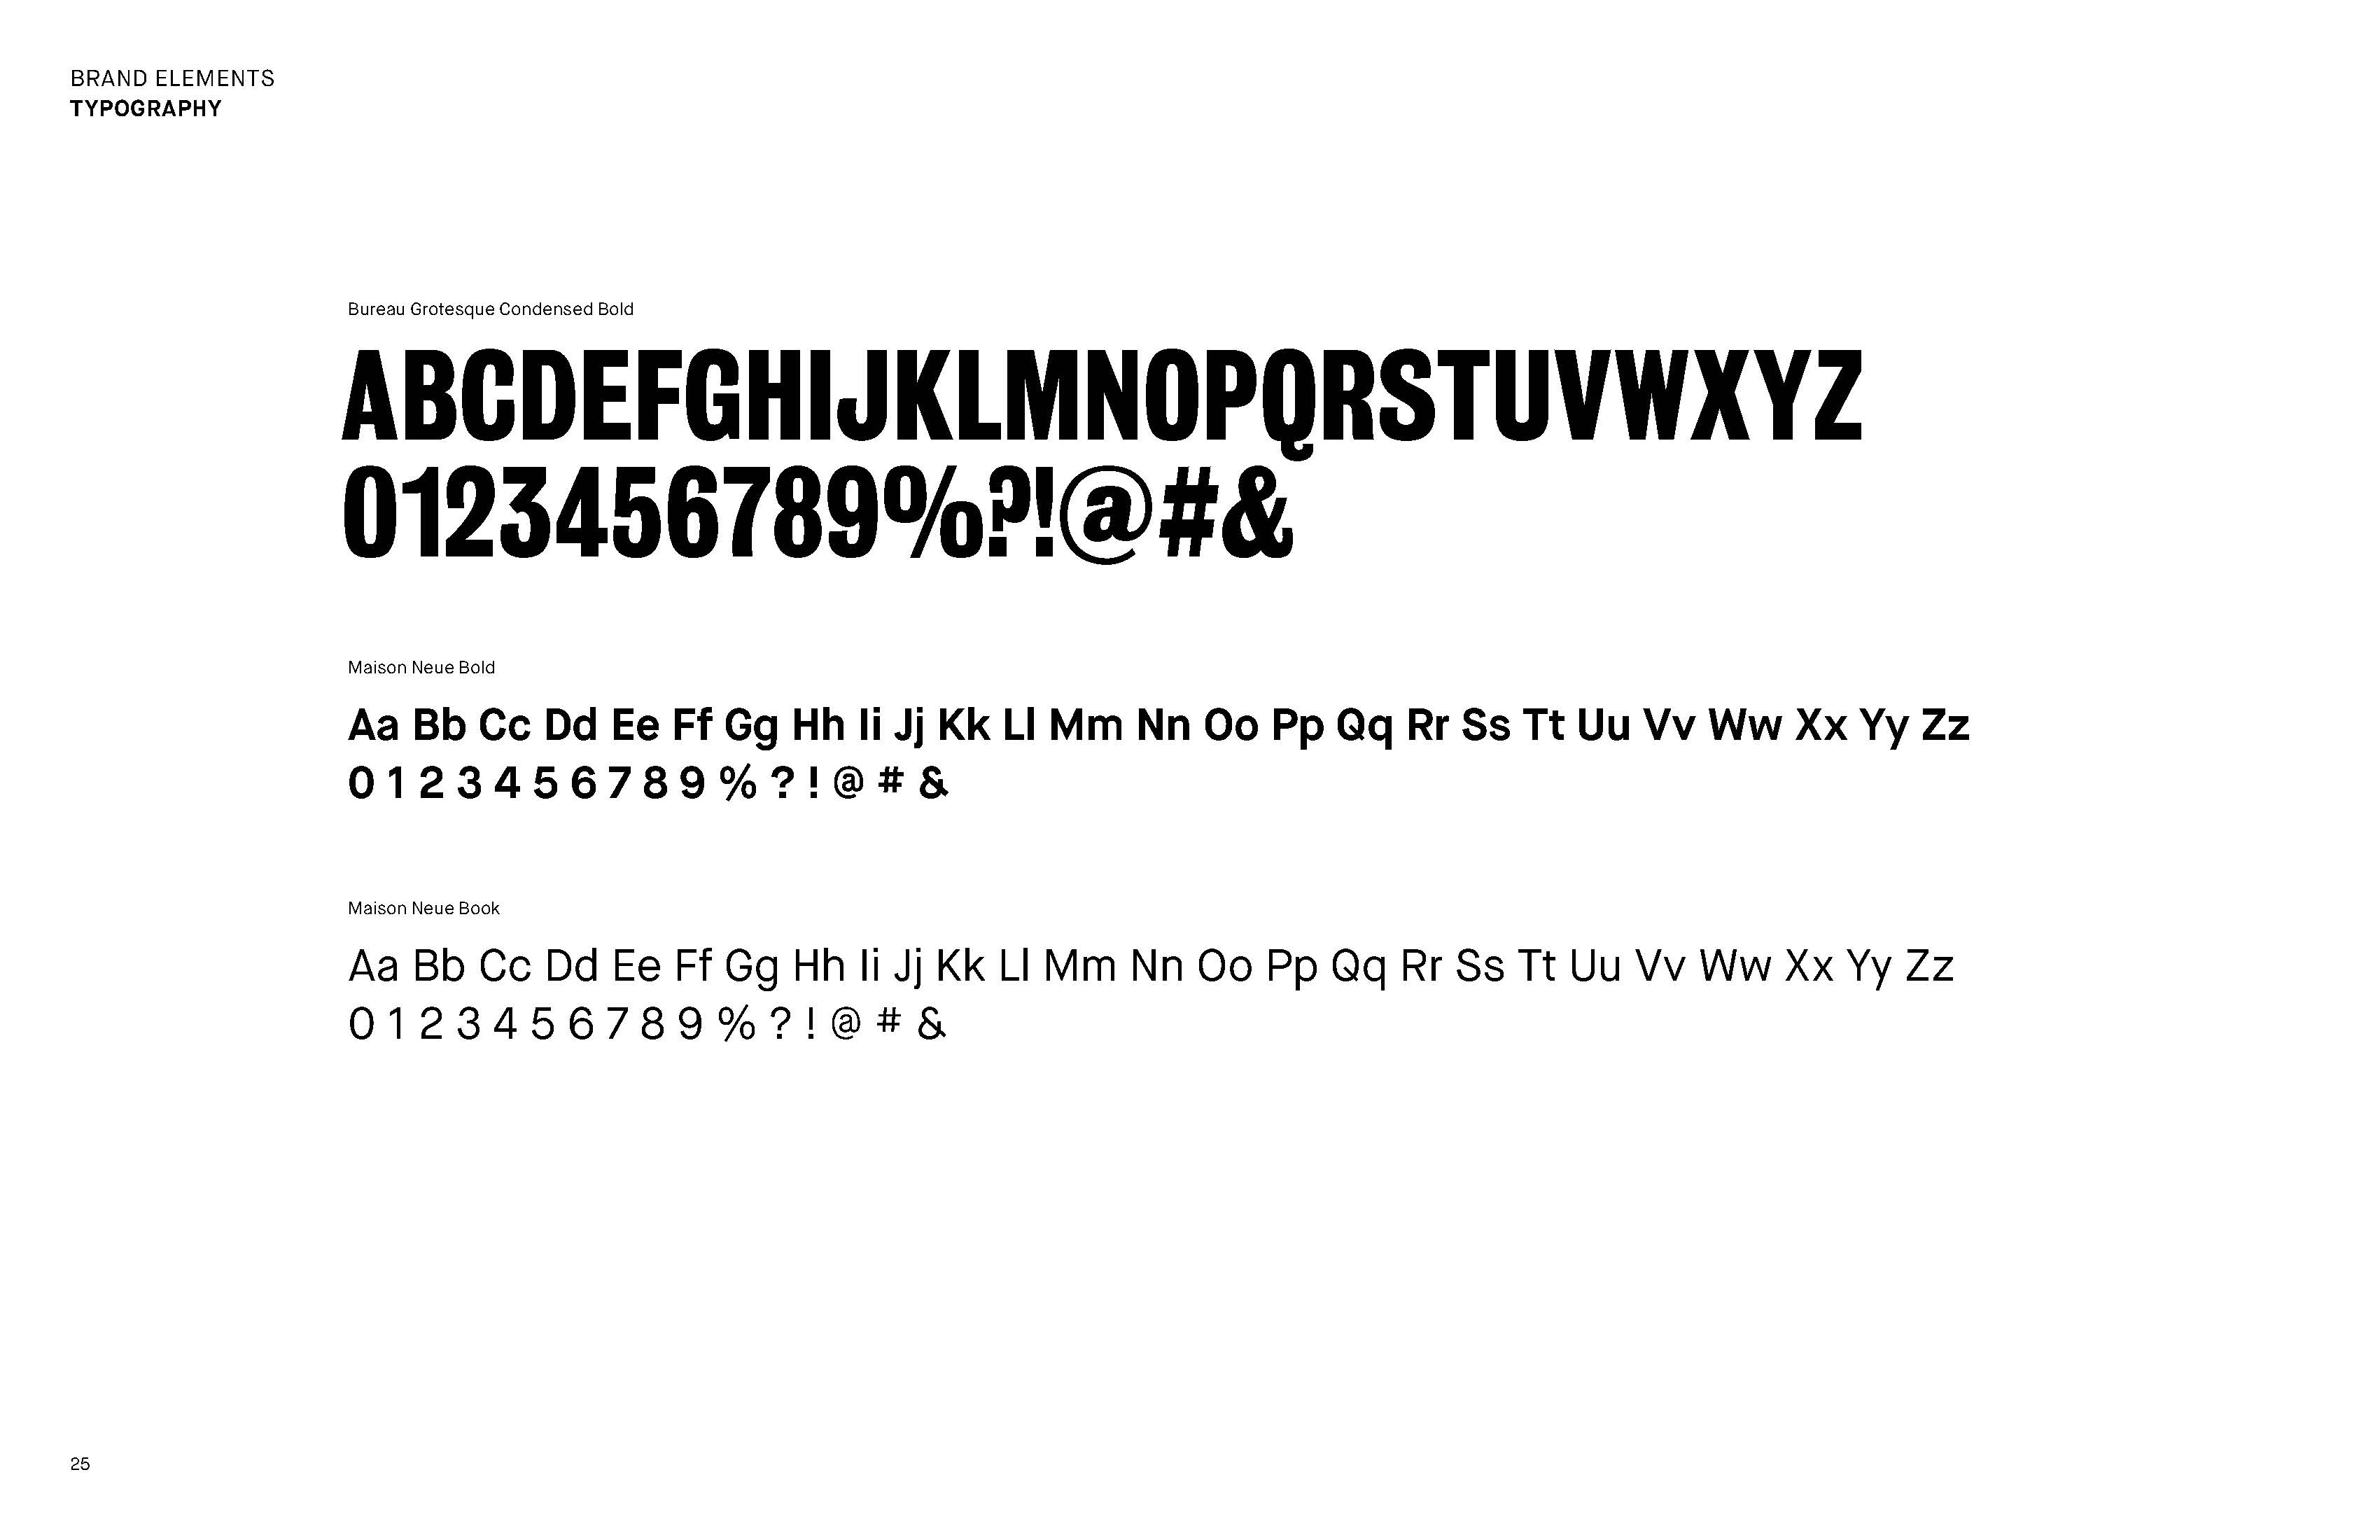 BRAND ELEMENTS
TYPOGRAPHY
Bureau Grotesque Condensed Bold
ABCDEFGHIJKLMNOPQRSTUVWXYZ
0123456789%?!@#&
Maison Neue Bold
Aa Bb Cc Dd Ee Ff Gg Hh Ii Jj Kk Ll Mm Nn Oo Pp Qq Rr Ss Tt Uu Vv Ww Xx Yy Zz
0 1 2 3 4 5 6 7 8 9 % ? ! @ # &
Maison Neue Book
Aa Bb Cc Dd Ee Ff Gg Hh Ii Jj Kk Ll Mm Nn Oo Pp Qq Rr Ss Tt Uu Vv Ww Xx Yy Zz
0 1 2 3 4 5 6 7 8 9 % ? ! @ # &
25